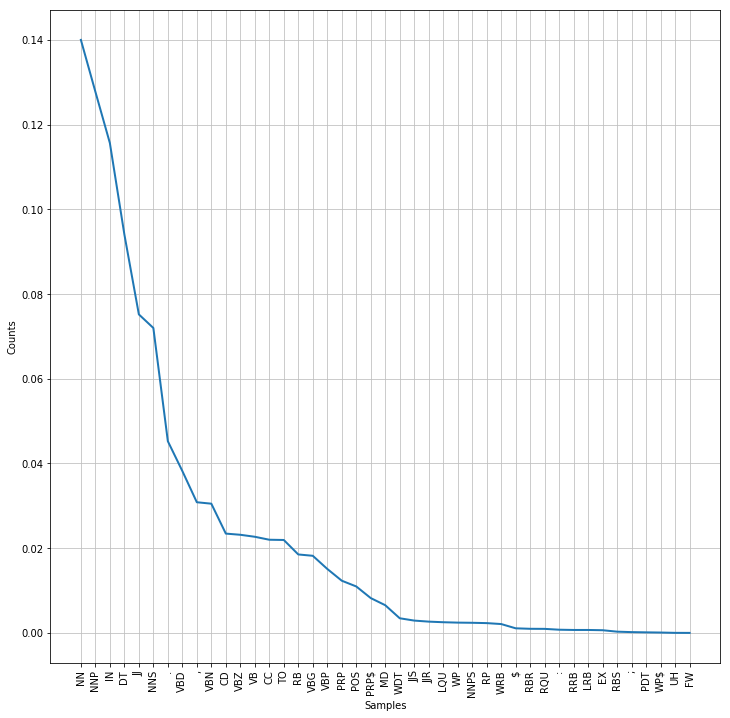 0.14
0.12
0.10
0.08
0.06
0.04
0.02
0.00
Counts
NN
NNP
IN
DT
JJ
NNS
.
VBD
,
VBN
CD
VBZ
VB
CC
TO
RB
VBG
VBP
PRP
POS
PRP$
MD
WDT
JJS
JJR
LQU
WP
NNPS
RP
WRB
$
RBR
RQU
:
RRB
LRB
EX
RBS
;
PDT
WP$
UH
FW
Samples